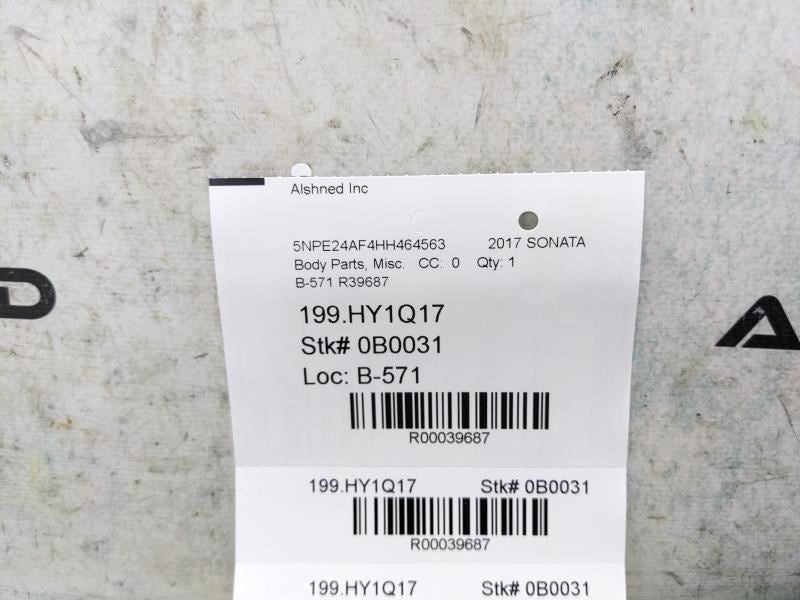 Alshned Inc
5NPE24AF4HH464563 2017 SONATA
Body Parts, Misc. CC: 0 Qty: 1
B-571 R39687
199.HY1Q17
Stk# 0B0031
Loc: B-571
R00039687
199.HY1Q17 Stk# 0B0031
R00039687
199.HY1Q17 Stk# 0B0031